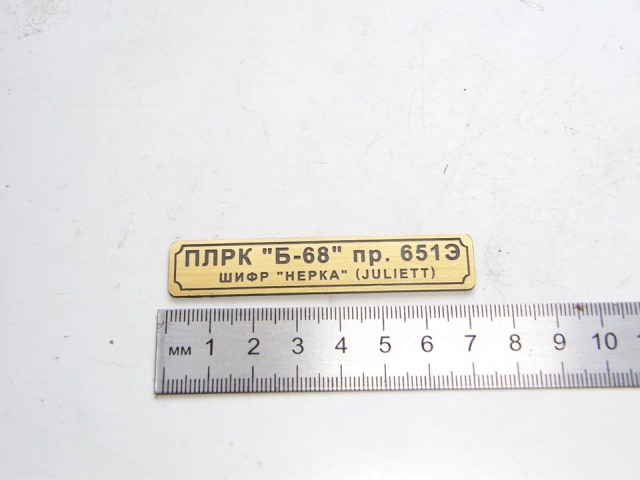 ПЛРК "Б-68" пр. 651Э
ШИФР "НЕРКА" (JULIETT)
мм 1 2 3 4 5 6 7 8 9 10